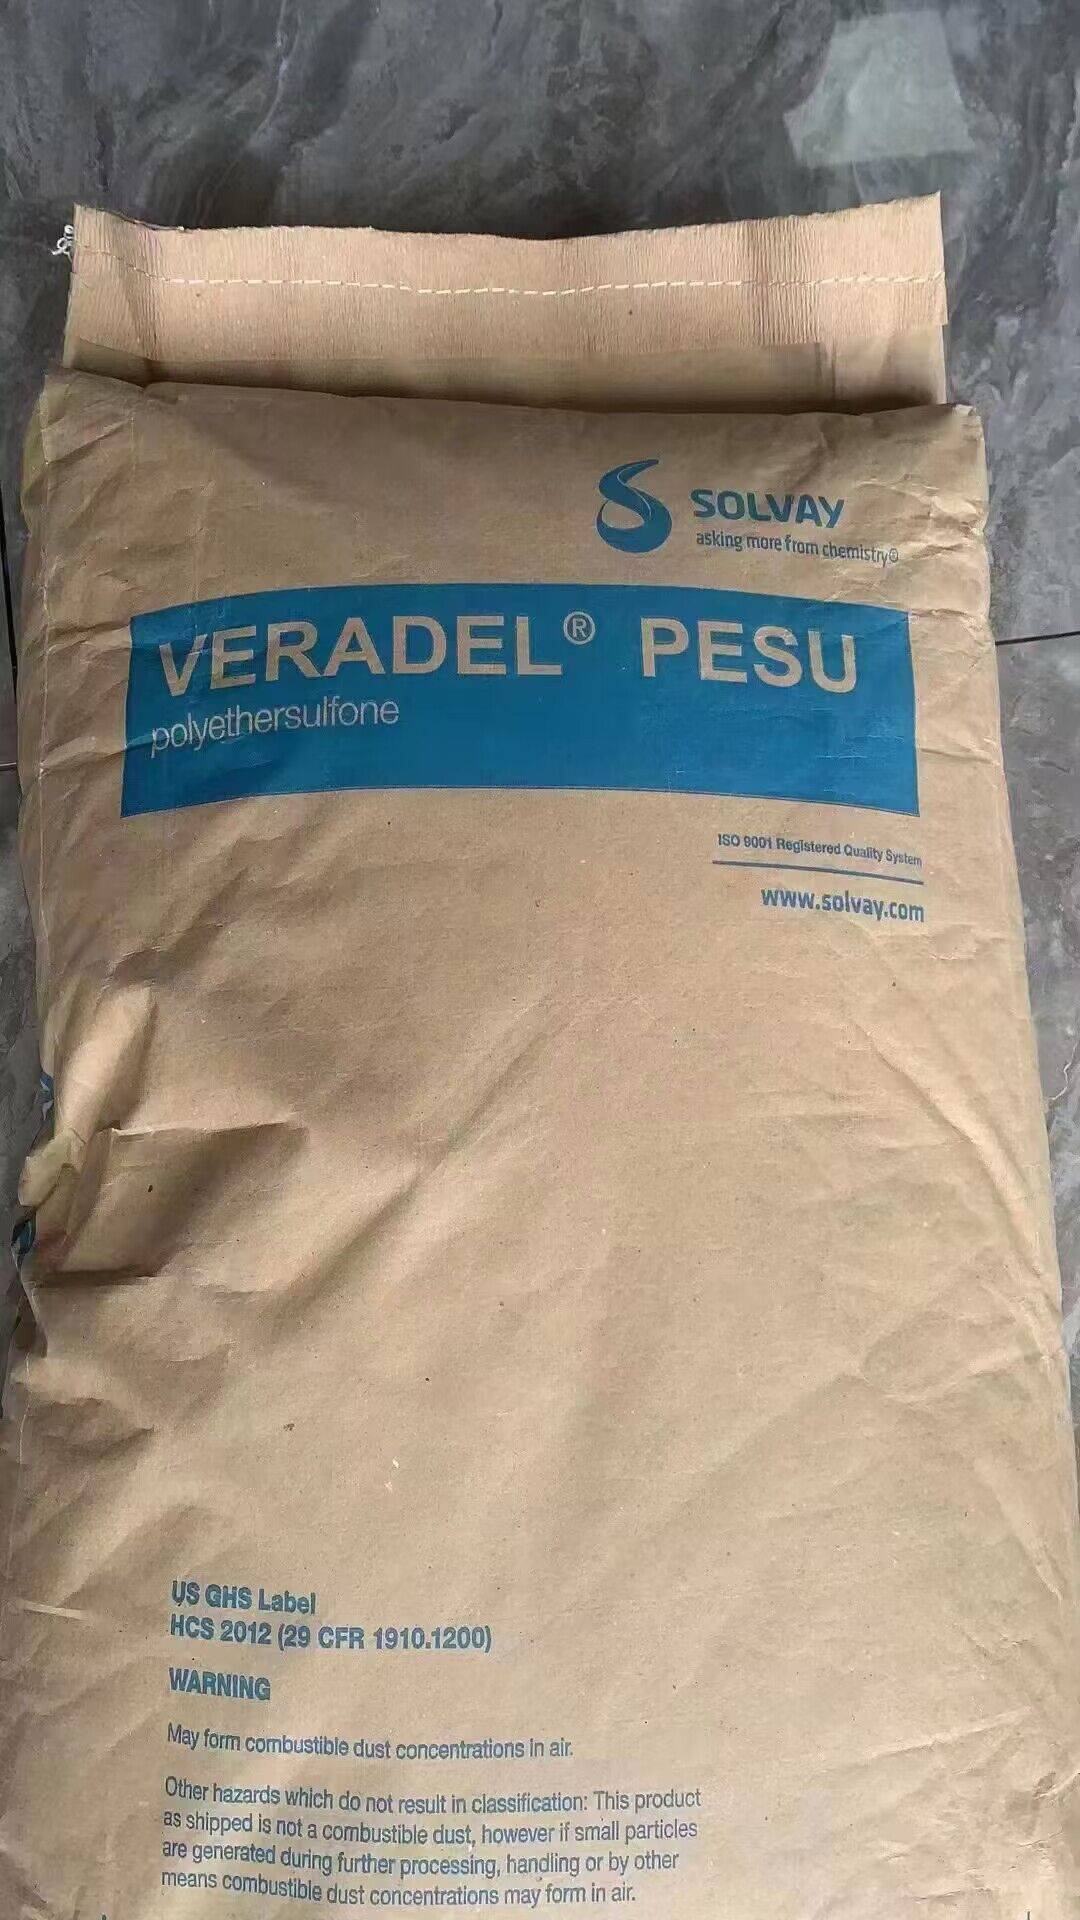 SOLVAY
asking more from chemistry®
VERADEL® PESU
polyethersulfone
ISO 9001 Registered Quality System
www.solvay.com
US GHS Label
HCS 2012 (29 CFR 1910.1200)
WARNING
May form combustible dust concentrations in air.
Other hazards which do not result in classification: This product
as shipped is not a combustible dust, however if small particles
are generated during further processing, handling or by other
means combustible dust concentrations may form in air.